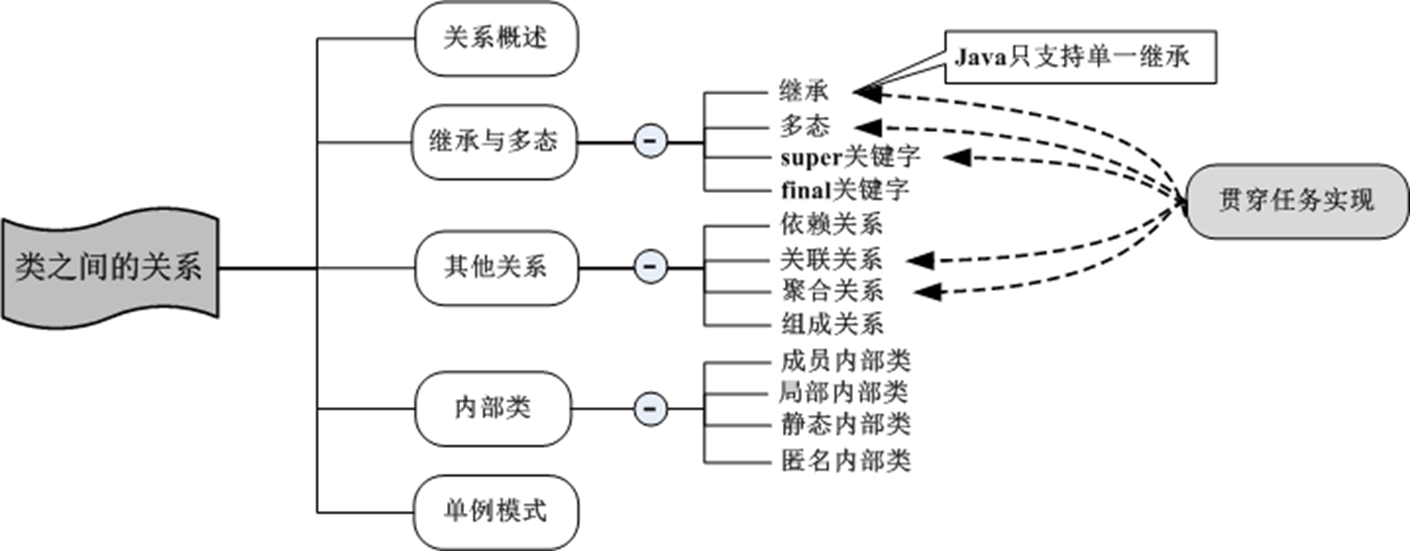 类之间的关系
关系概述
继承与多态
继承
多态
super关键字
final关键字
Java只支持单一继承
其他关系
依赖关系
关联关系
聚合关系
组成关系
贯穿任务实现
内部类
成员内部类
局部内部类
静态内部类
匿名内部类
单例模式